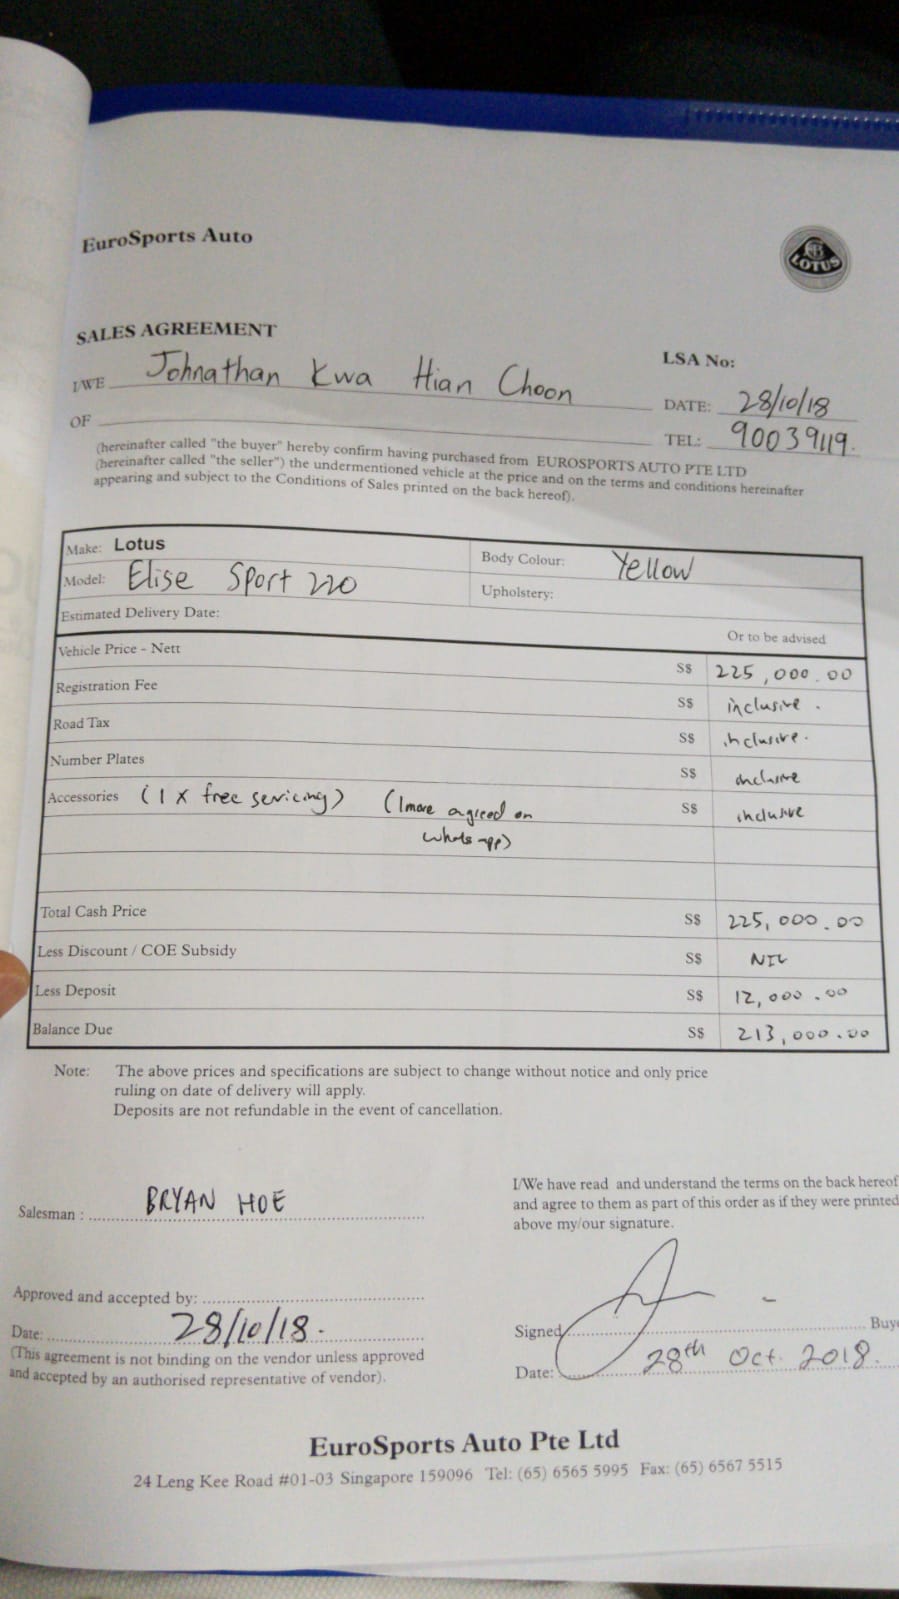 EuroSports Auto
LOTUS
SALES AGREEMENT
LSA No:
I/WE Johnathan Kwa Hian Choon
DATE: 28/10/18
OF
TEL: 90039119.
(hereinafter called "the buyer" hereby confirm having purchased from EUROSPORTS AUTO PTE LTD
(hereinafter called "the seller") the undermentioned vehicle at the price and on the terms and conditions hereinafter
appearing and subject to the Conditions of Sales printed on the back hereof).
Make: Lotus
Body Colour: Yellow
Model: Elise Sport 220
Upholstery:
Estimated Delivery Date:
Or to be advised
Vehicle Price - Nett S$ 225,000.00
Registration Fee S$ inclusive.
Road Tax S$ inclusive.
Number Plates S$ inclusive
Accessories (1 x free servicing) (1 more agreed on S$ inclusive
whatsapp)
Total Cash Price S$ 225,000.00
Less Discount / COE Subsidy S$ NIL
Less Deposit S$ 12,000.00
Balance Due S$ 213,000.00
Note: The above prices and specifications are subject to change without notice and only price
ruling on date of delivery will apply.
Deposits are not refundable in the event of cancellation.
Salesman : BRYAN HOE
I/We have read and understand the terms on the back hereof
and agree to them as part of this order as if they were printed
above my/our signature.
Approved and accepted by:
Date: 28/10/18.
(This agreement is not binding on the vendor unless approved
and accepted by an authorised representative of vendor).
Signed Buye
Date: 28th Oct. 2018.
EuroSports Auto Pte Ltd
24 Leng Kee Road #01-03 Singapore 159096 Tel: (65) 6565 5995 Fax: (65) 6567 5515